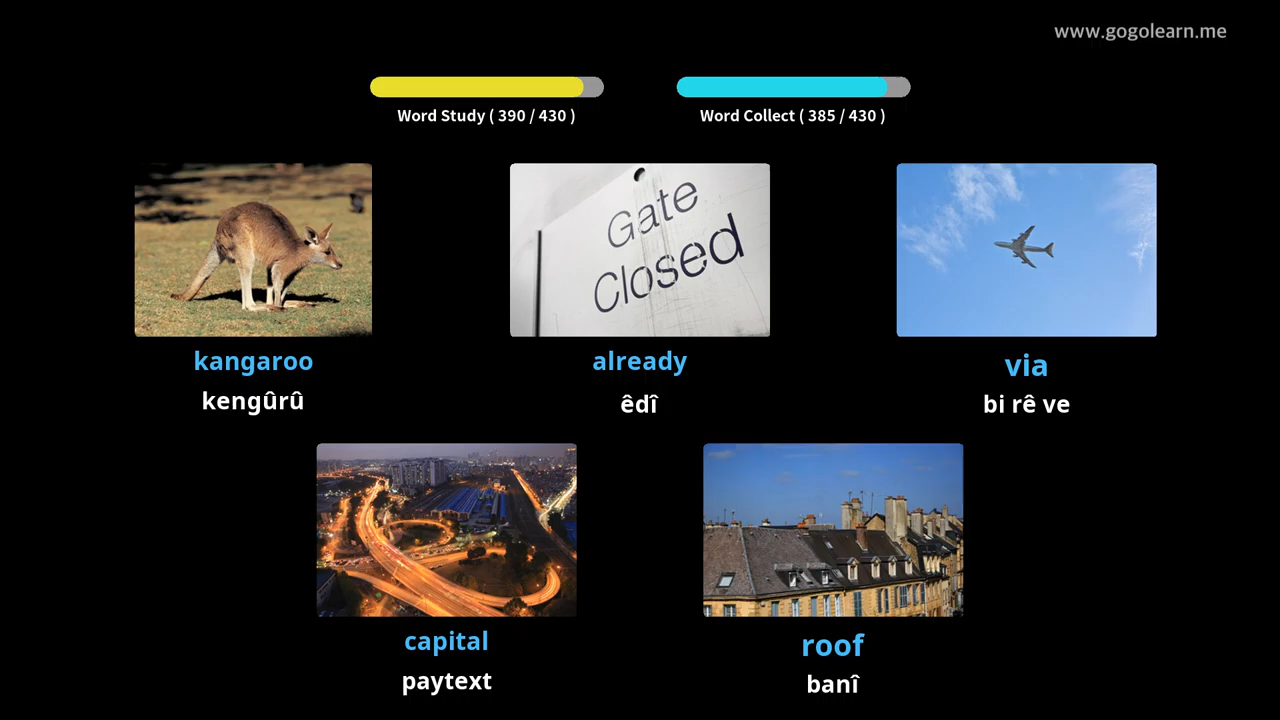 www.gogolearn.me
Word Study ( 390 / 430 )
Word Collect ( 385 / 430 )
Gate
Closed
kangaroo
kengûrû
already
êdî
via
bi rê ve
capital
paytext
roof
banî